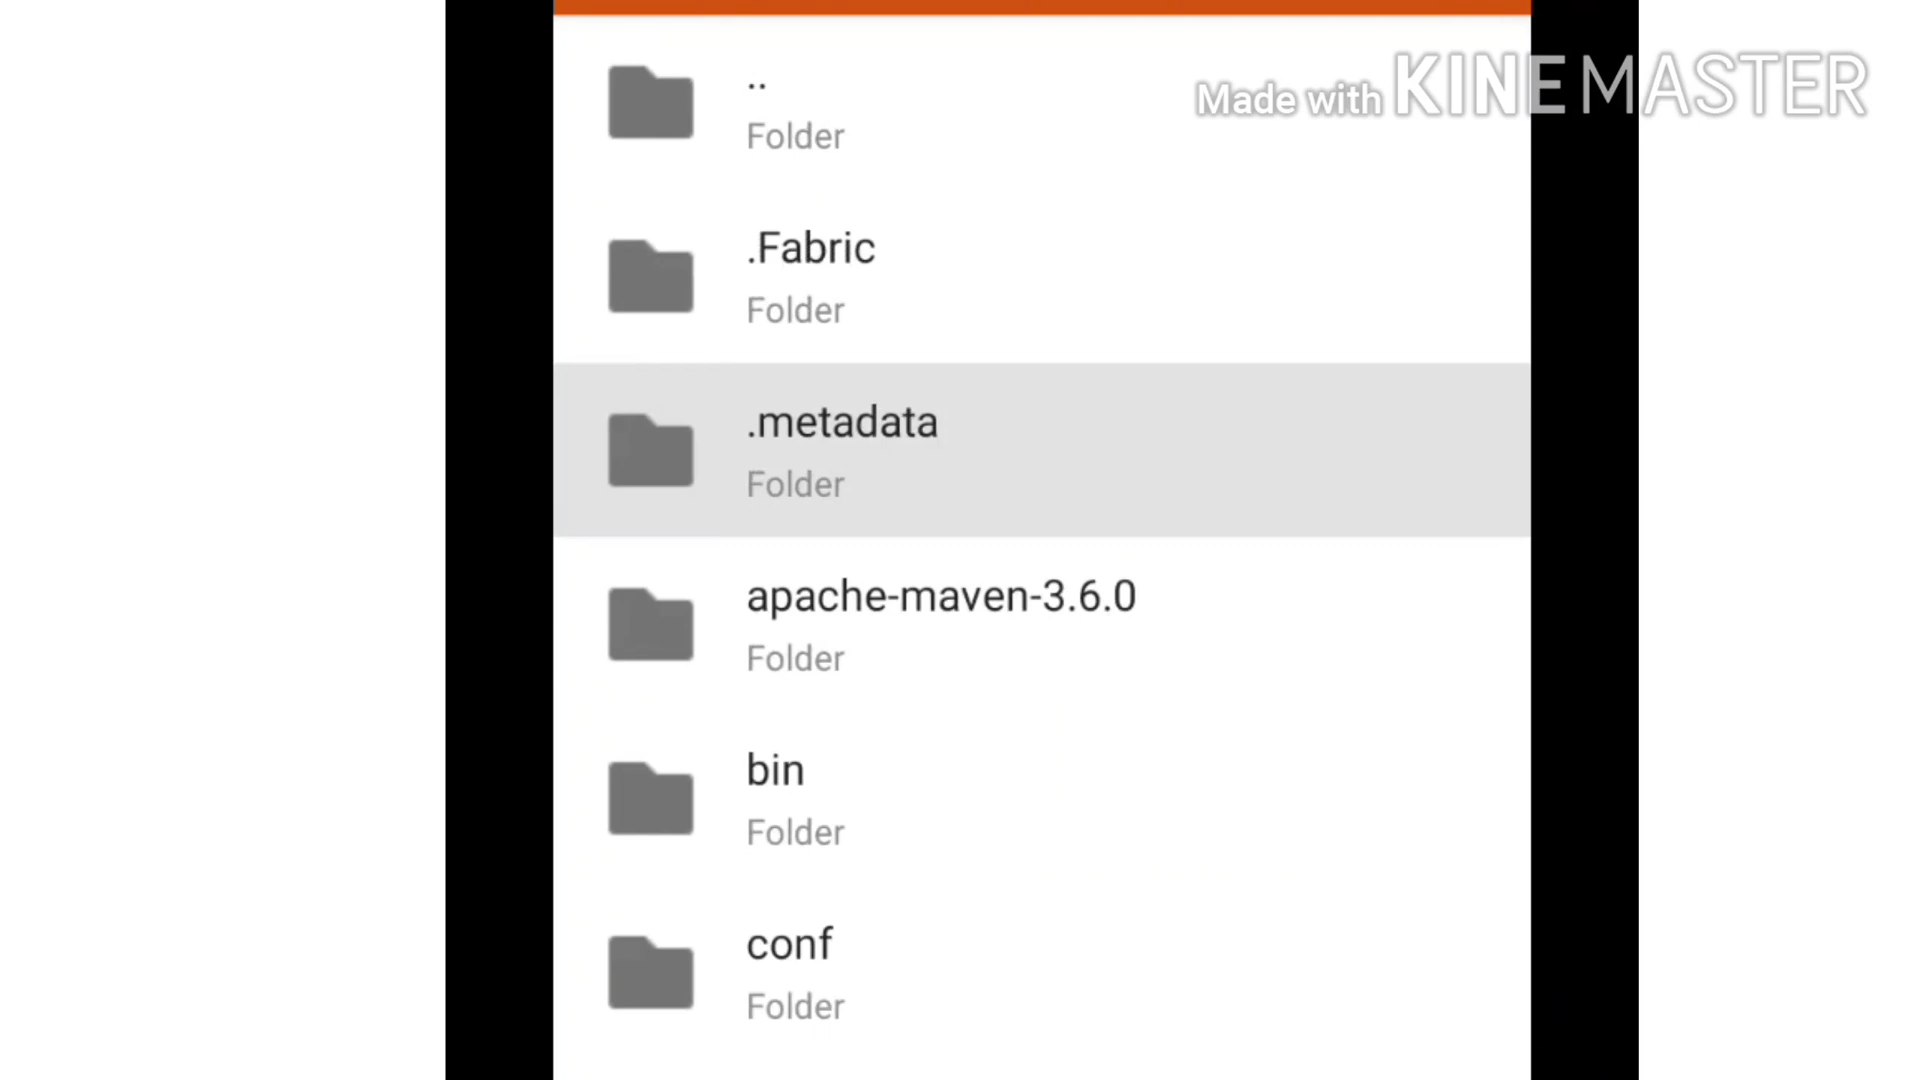 ..
Folder
Made with KINEMASTER
.Fabric
Folder
.metadata
Folder
apache-maven-3.6.0
Folder
bin
Folder
conf
Folder